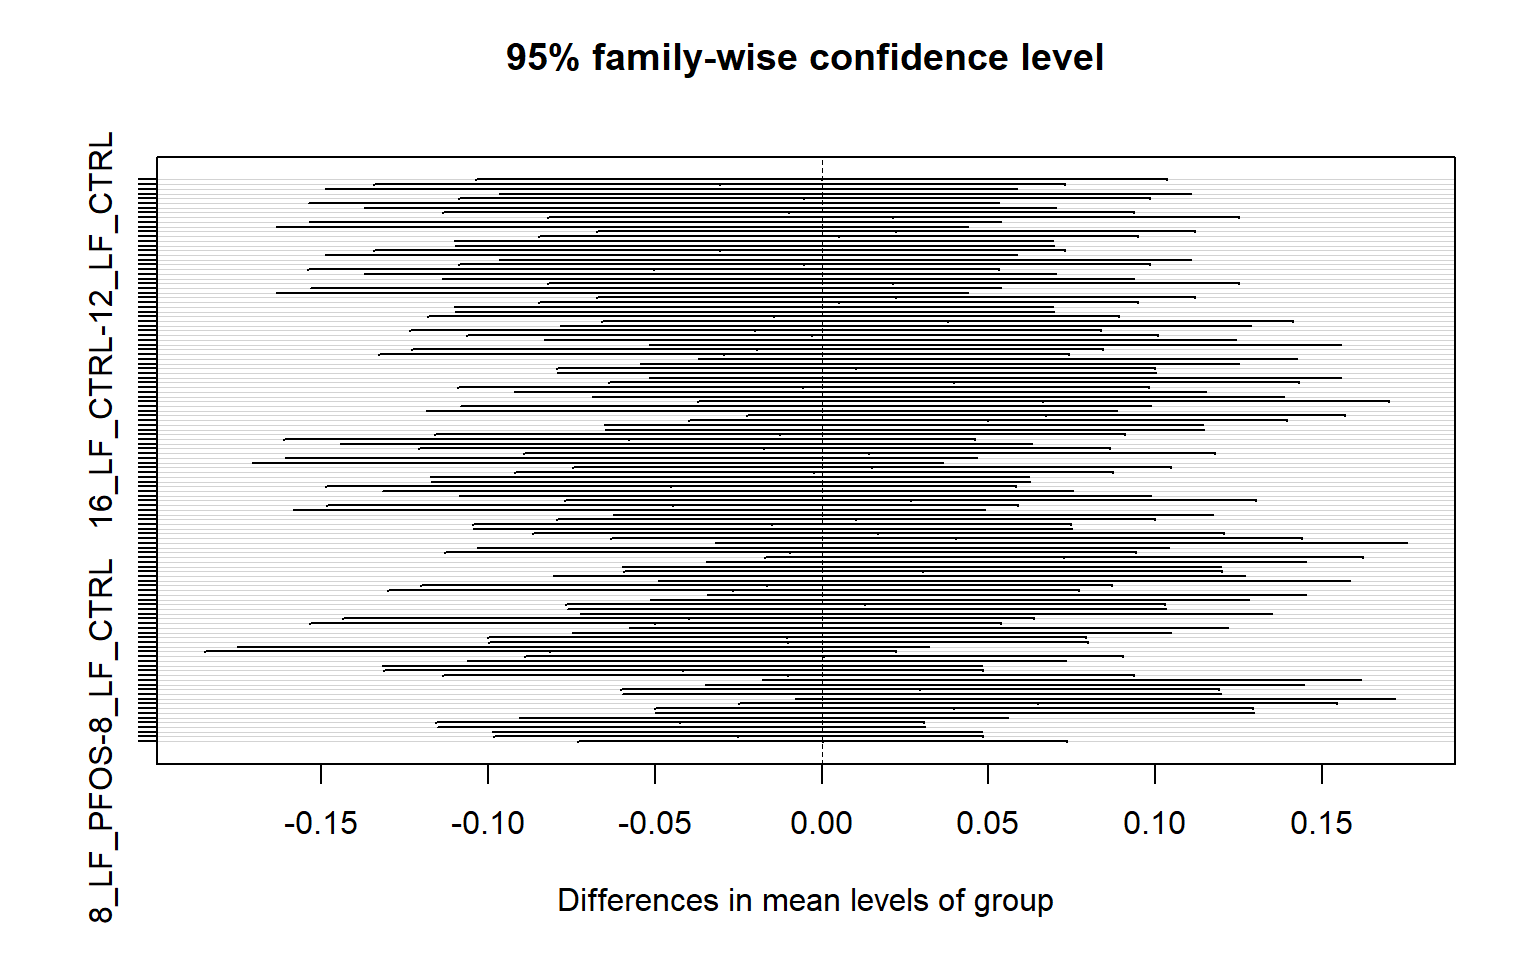 95% family-wise confidence level
16_LF_CTRL-12_LF_CTRL
8_LF_PFOS-8_LF_CTRL
-0.15 -0.10 -0.05 0.00 0.05 0.10 0.15
Differences in mean levels of group